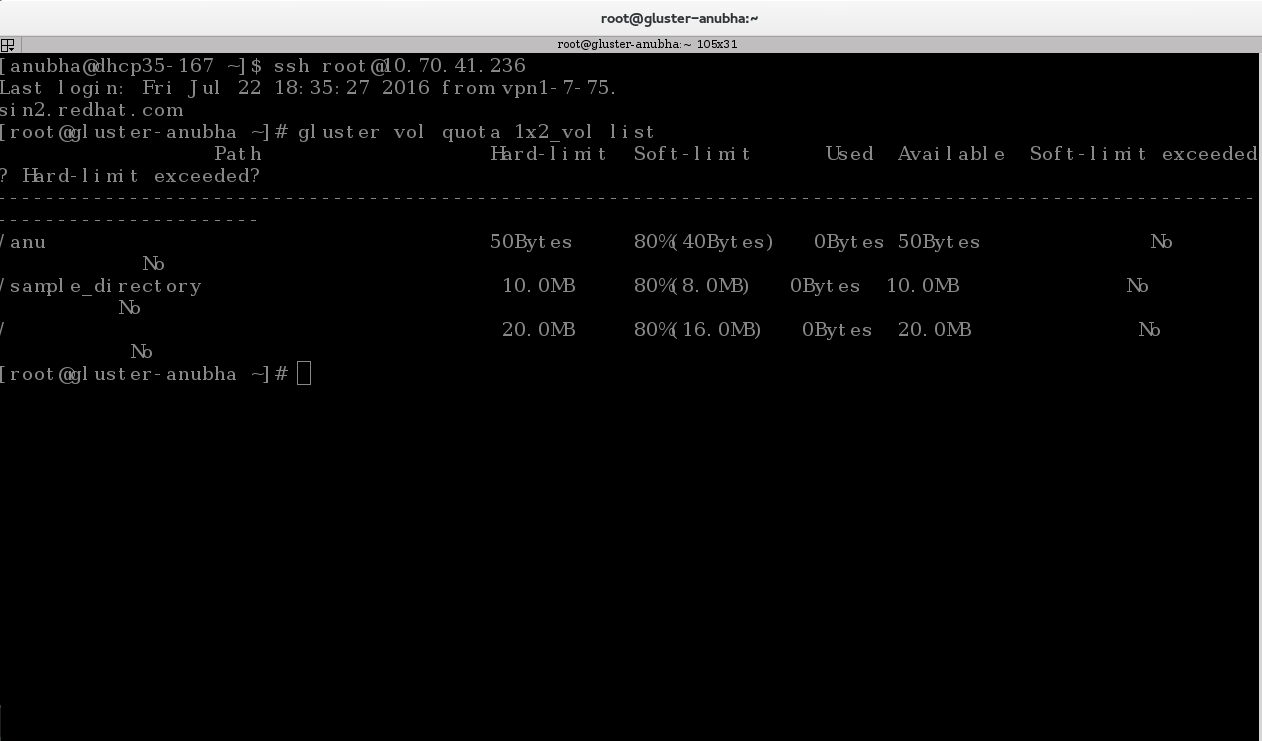 root@gluster-anubha:~
root@gluster-anubha:~ 105x31
[anubha@dhcp35-167 ~]$ ssh root@10.70.41.236
Last login: Fri Jul 22 18:35:27 2016 from vpn1-7-75.
sin2.redhat.com
[root@gluster-anubha ~]# gluster vol quota 1x2_vol list
                  Path                   Hard-limit  Soft-limit      Used  Available  Soft-limit exceeded
? Hard-limit exceeded?
---------------------------------------------------------------------------------------------------------
----------------------
/anu                                     50Bytes     80%(40Bytes)   0Bytes 50Bytes              No
            No
/sample_directory                         10.0MB     80%(8.0MB)   0Bytes  10.0MB              No
          No
/                                         20.0MB     80%(16.0MB)   0Bytes  20.0MB              No
           No
[root@gluster-anubha ~]#